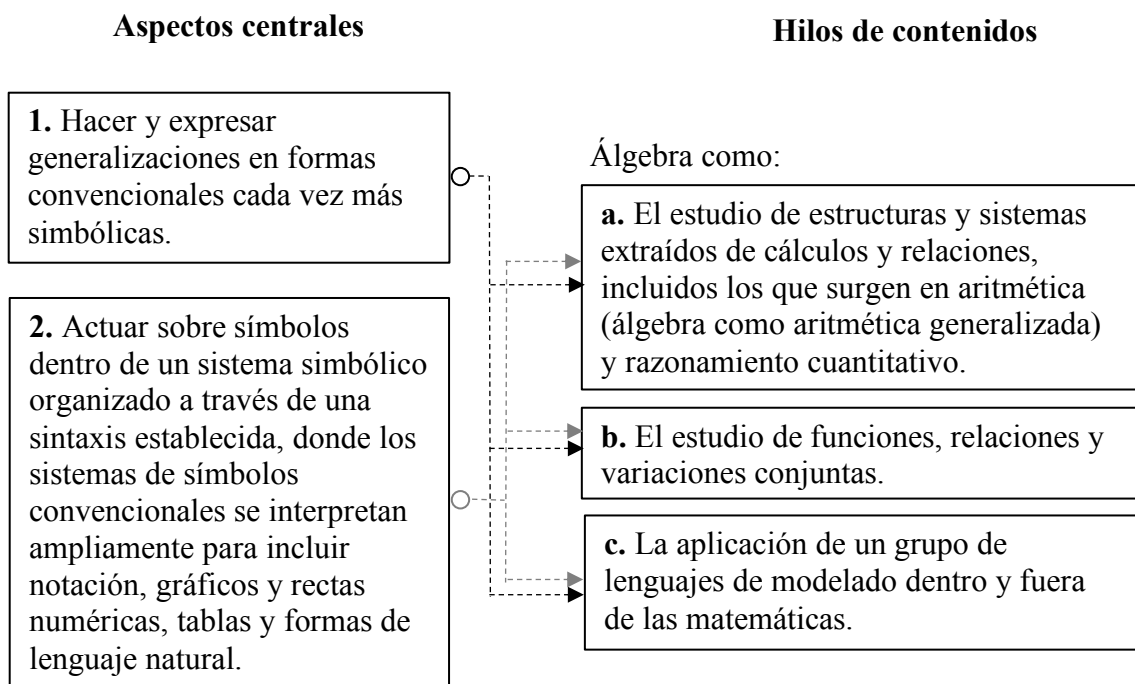 Aspectos centrales
1. Hacer y expresar
generalizaciones en formas
convencionales cada vez más
simbólicas.
2. Actuar sobre símbolos
dentro de un sistema simbólico
organizado a través de una
sintaxis establecida, donde los
sistemas de símbolos
convencionales se interpretan
ampliamente para incluir
notación, gráficos y rectas
numéricas, tablas y formas de
lenguaje natural.
Hilos de contenidos
Álgebra como:
a. El estudio de estructuras y sistemas
extraídos de cálculos y relaciones,
incluidos los que surgen en aritmética
(álgebra como aritmética generalizada)
y razonamiento cuantitativo.
b. El estudio de funciones, relaciones y
variaciones conjuntas.
c. La aplicación de un grupo de
lenguajes de modelado dentro y fuera
de las matemáticas.